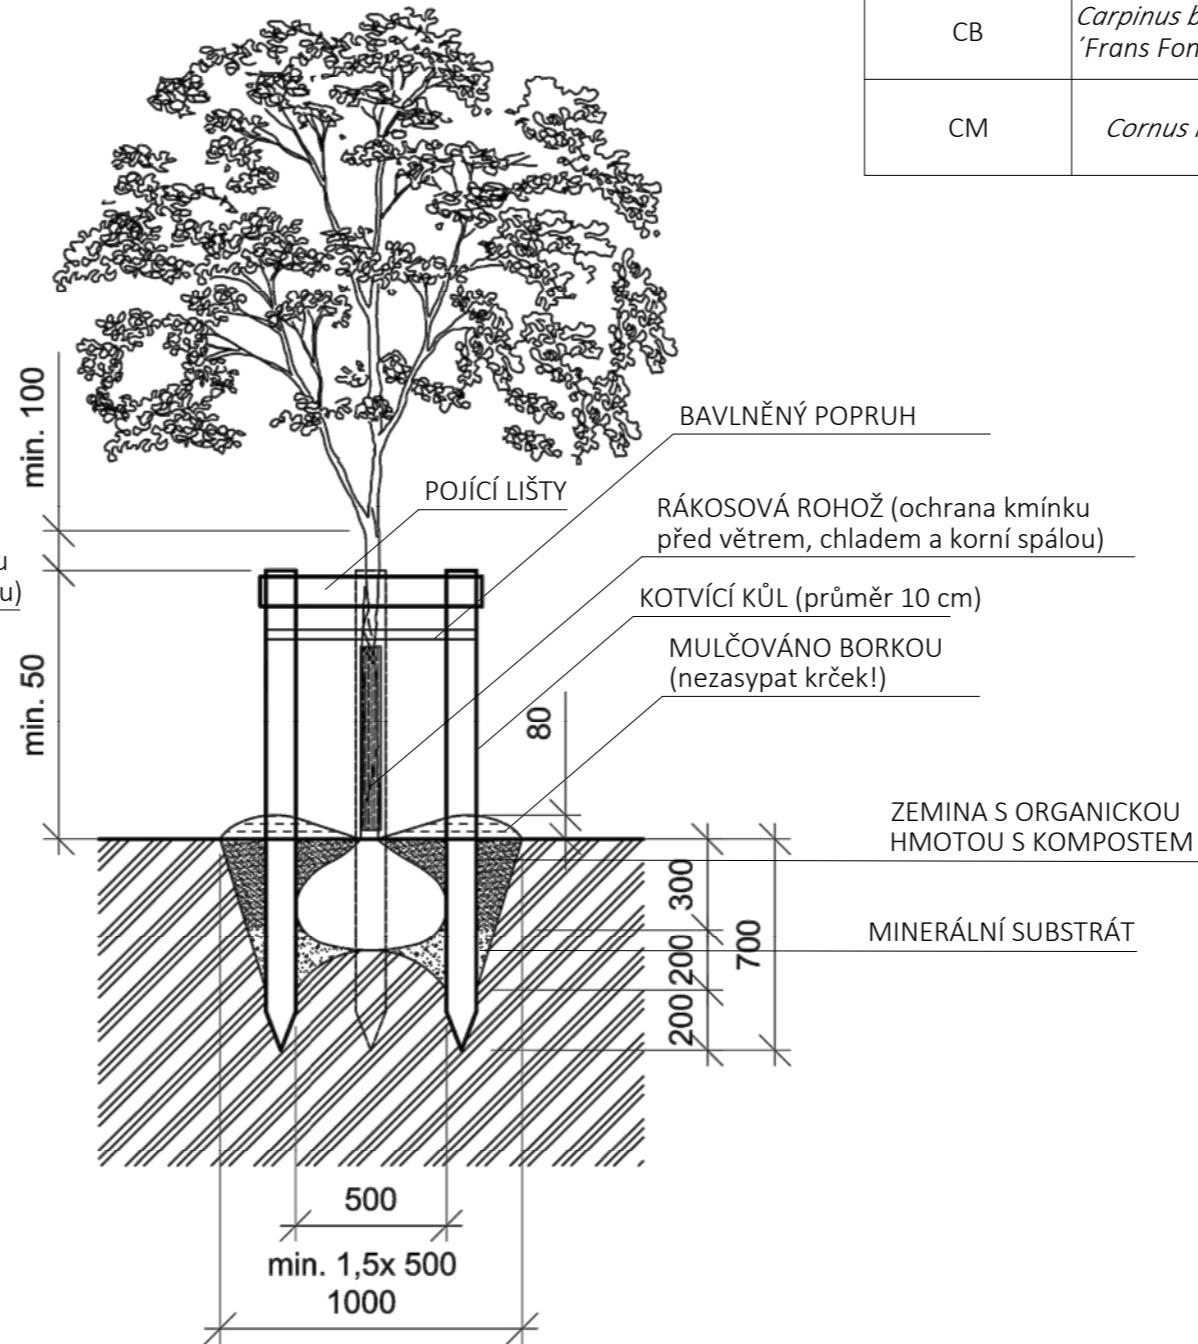 CB
Carpinus b
´Frans Fon
CM
Cornus
min. 100
BAVLNĚNÝ POPRUH
POJÍCÍ LIŠTY
RÁKOSOVÁ ROHOŽ (ochrana kmínku
před větrem, chladem a korní spálou)
u
u)
KOTVÍCÍ KŮL (průměr 10 cm)
MULČOVÁNO BORKOU
(nezasypat krček!)
min. 50
80
ZEMINA S ORGANICKOU
HMOTOU S KOMPOSTEM
300
MINERÁLNÍ SUBSTRÁT
200
700
200
500
min. 1,5x 500
1000